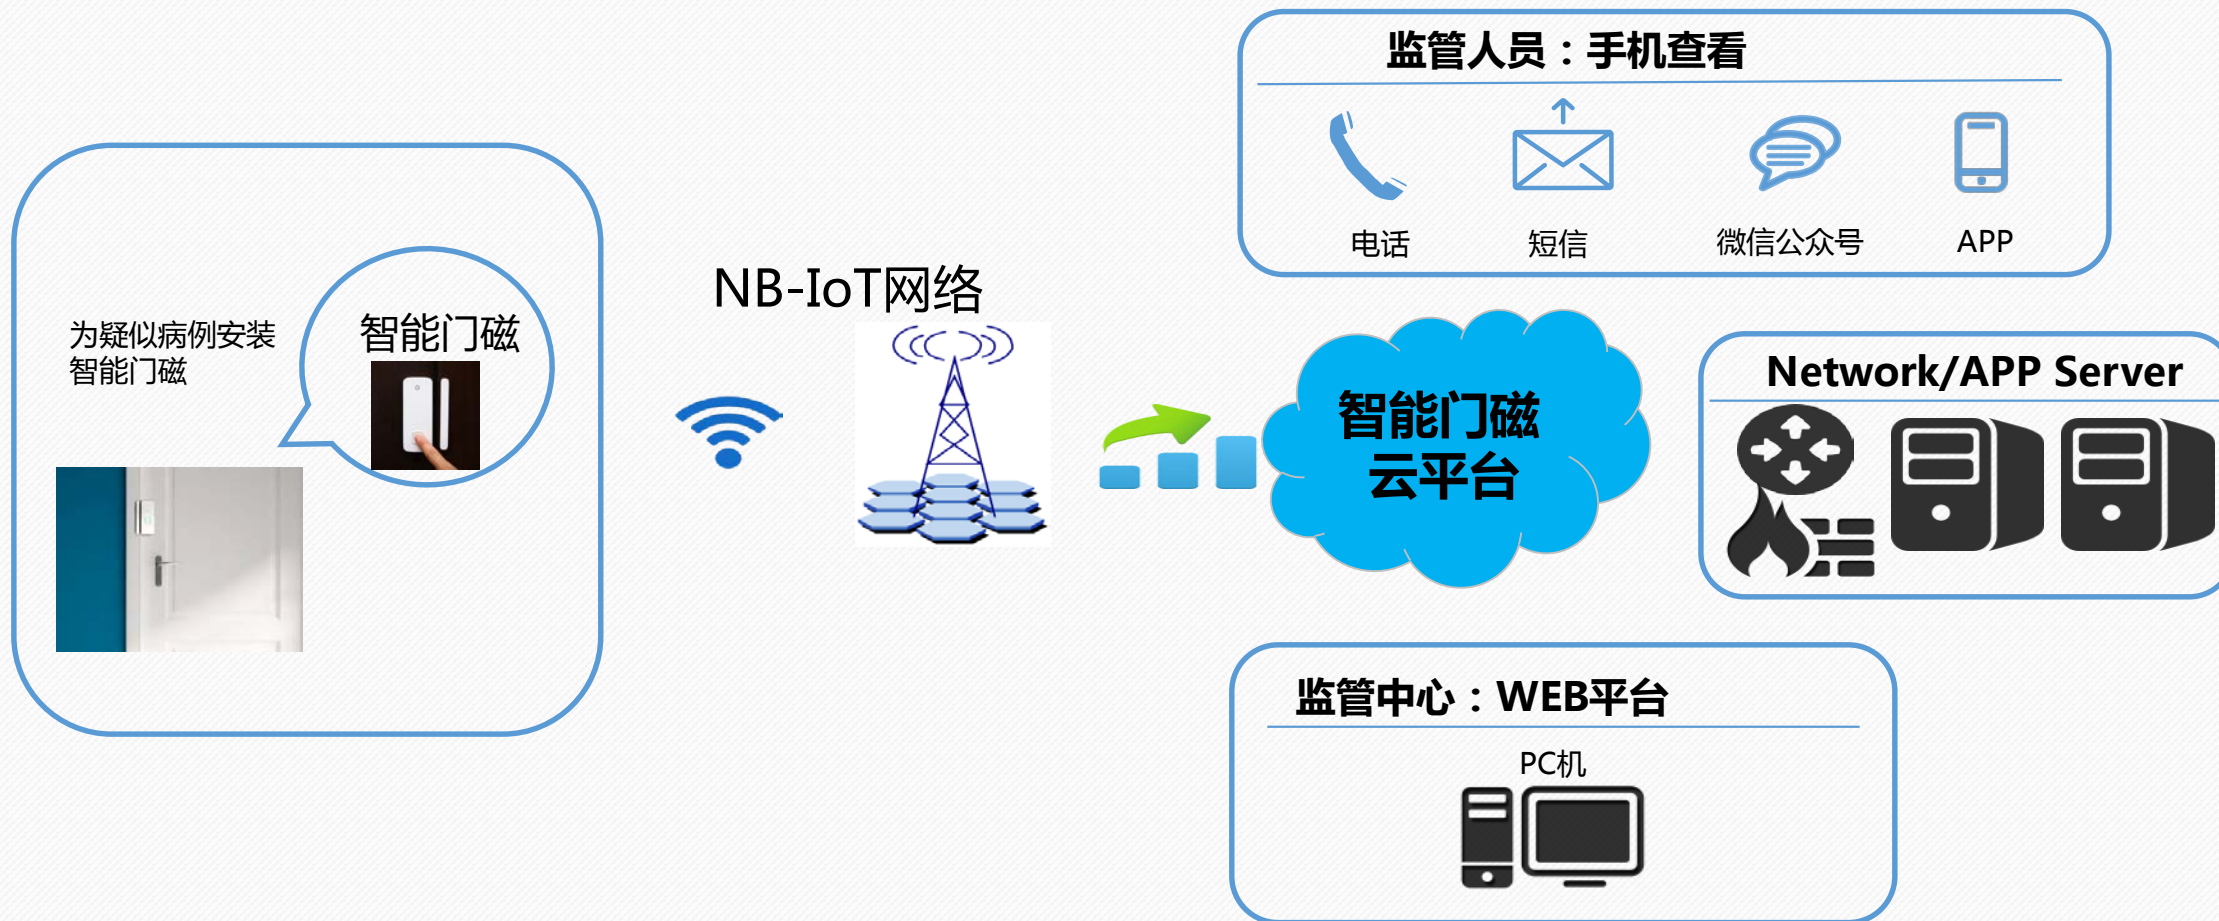 监管人员：手机查看
电话
短信
微信公众号
APP
NB-IoT网络
为疑似病例安装
智能门磁
智能门磁
智能门磁
云平台
Network/APP Server
监管中心：WEB平台
PC机